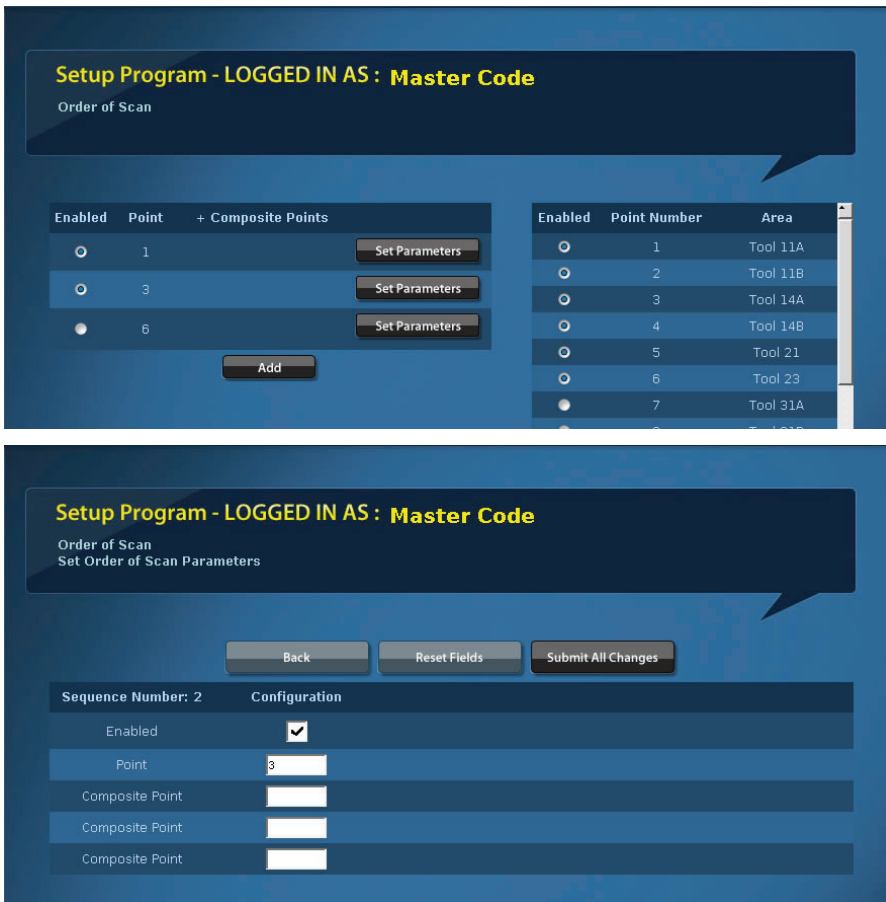 Setup Program - LOGGED IN AS : Master Code
Order of Scan
Enabled Point + Composite Points
1 Set Parameters
3 Set Parameters
6 Set Parameters
Add
Enabled Point Number Area
1 Tool 11A
2 Tool 11B
3 Tool 14A
4 Tool 14B
5 Tool 21
6 Tool 23
7 Tool 31A
Setup Program - LOGGED IN AS : Master Code
Order of Scan
Set Order of Scan Parameters
Back Reset Fields Submit All Changes
Sequence Number: 2 Configuration
Enabled
Point 3
Composite Point
Composite Point
Composite Point